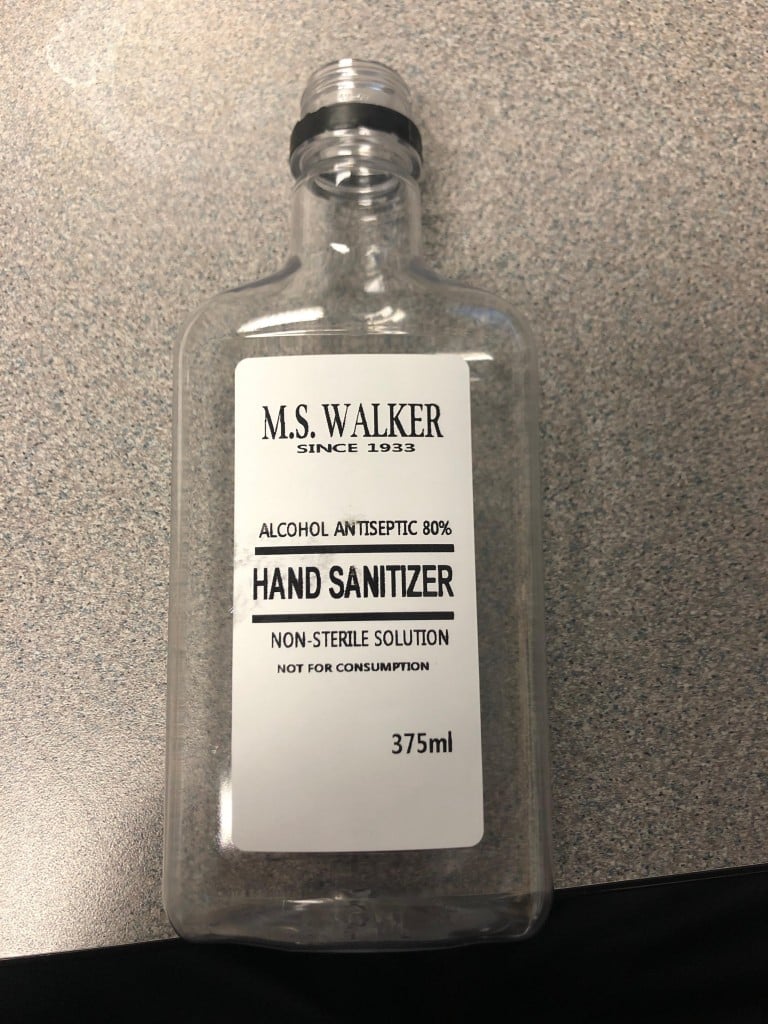 M.S. WALKER
SINCE 1933
ALCOHOL ANTISEPTIC 80%
HAND SANITIZER
NON-STERILE SOLUTION
NOT FOR CONSUMPTION
375ml